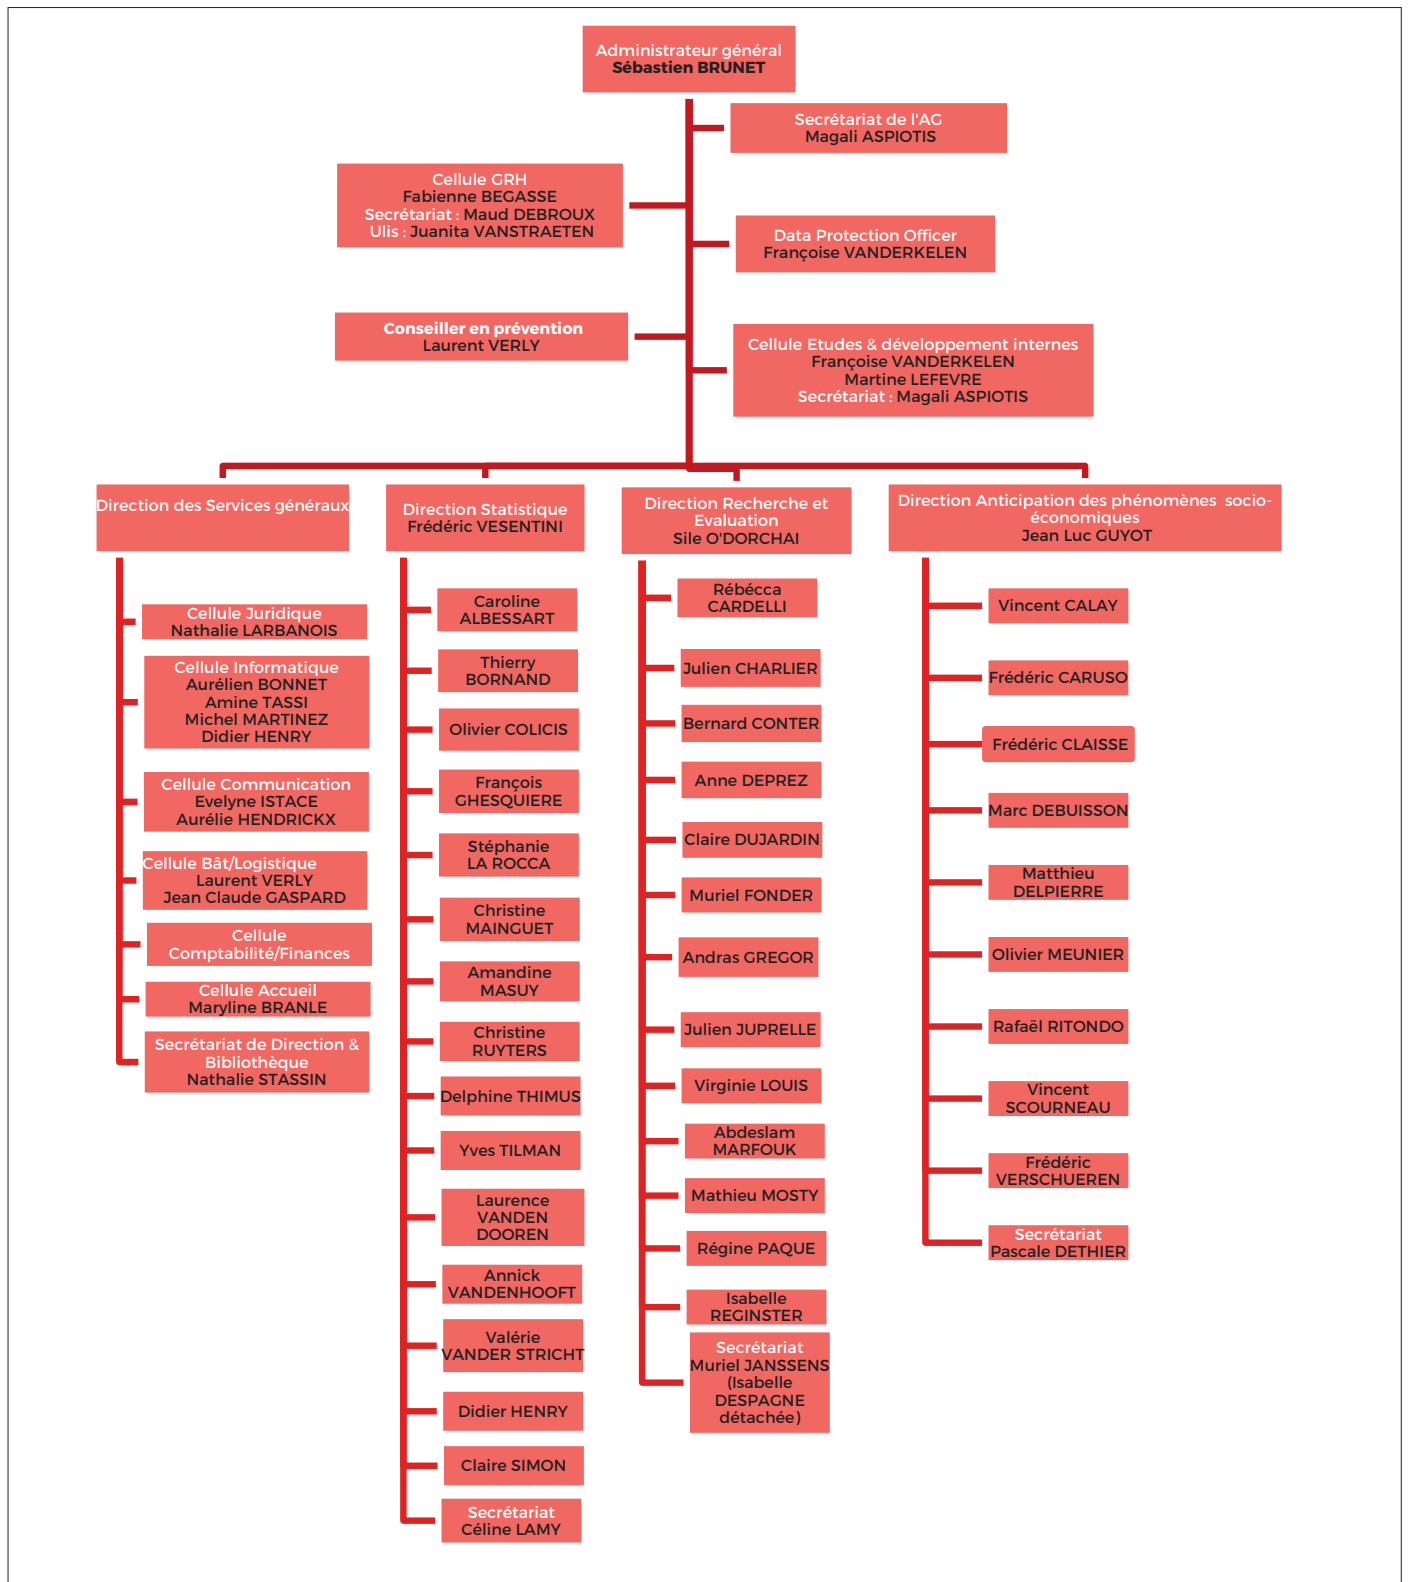 Administrateur général
Sébastien BRUNET
Secrétariat de l'AG
Magali ASPIOTIS
Cellule GRH
Fabienne BEGASSE
Secrétariat : Maud DEBROUX
Ulis : Juanita VANSTRAETEN
Data Protection Officer
Françoise VANDERKELEN
Conseiller en prévention
Laurent VERLY
Cellule Etudes & développement internes
Françoise VANDERKELEN
Martine LEFEVRE
Secrétariat : Magali ASPIOTIS
Direction des Services généraux
Cellule Juridique
Nathalie LARBANOIS
Cellule Informatique
Aurélien BONNET
Amine TASSI
Michel MARTINEZ
Didier HENRY
Cellule Communication
Evelyne ISTACE
Aurélie HENDRICKX
Cellule Bât/Logistique
Laurent VERLY
Jean Claude GASPARD
Cellule
Comptabilité/Finances
Cellule Accueil
Maryline BRANLE
Secrétariat de Direction &
Bibliothèque
Nathalie STASSIN
Direction Statistique
Frédéric VESENTINI
Caroline
ALBESSART
Thierry
BORNAND
Olivier COLICIS
François
GHESQUIERE
Stéphanie
LA ROCCA
Christine
MAINGUET
Amandine
MASUY
Christine
RUYTERS
Delphine THIMUS
Yves TILMAN
Laurence
VANDEN
DOOREN
Annick
VANDENHOOFT
Valérie
VANDER STRICHT
Didier HENRY
Claire SIMON
Secrétariat
Céline LAMY
Direction Recherche et
Evaluation
Sile O'DORCHAI
Rébécca
CARDELLI
Julien CHARLIER
Bernard CONTER
Anne DEPREZ
Claire DUJARDIN
Muriel FONDER
Andras GREGOR
Julien JUPRELLE
Virginie LOUIS
Abdeslam
MARFOUK
Mathieu MOSTY
Régine PAQUE
Isabelle
REGINSTER
Secrétariat
Muriel JANSSENS
(Isabelle
DESPAGNE
détachée)
Direction Anticipation des phénomènes socio-
économiques
Jean Luc GUYOT
Vincent CALAY
Frédéric CARUSO
Frédéric CLAISSE
Marc DEBUISSON
Matthieu
DELPIERRE
Olivier MEUNIER
Rafaël RITONDO
Vincent
SCOURNEAU
Frédéric
VERSCHUEREN
Secrétariat
Pascale DETHIER